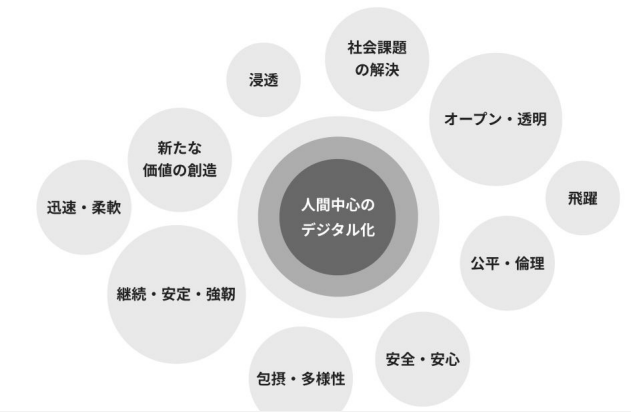 社会課題
の解決
浸透
オープン・透明
新たな
価値の創造
飛躍
迅速・柔軟
人間中心の
デジタル化
公平・倫理
継続・安定・強靭
安全・安心
包摂・多様性